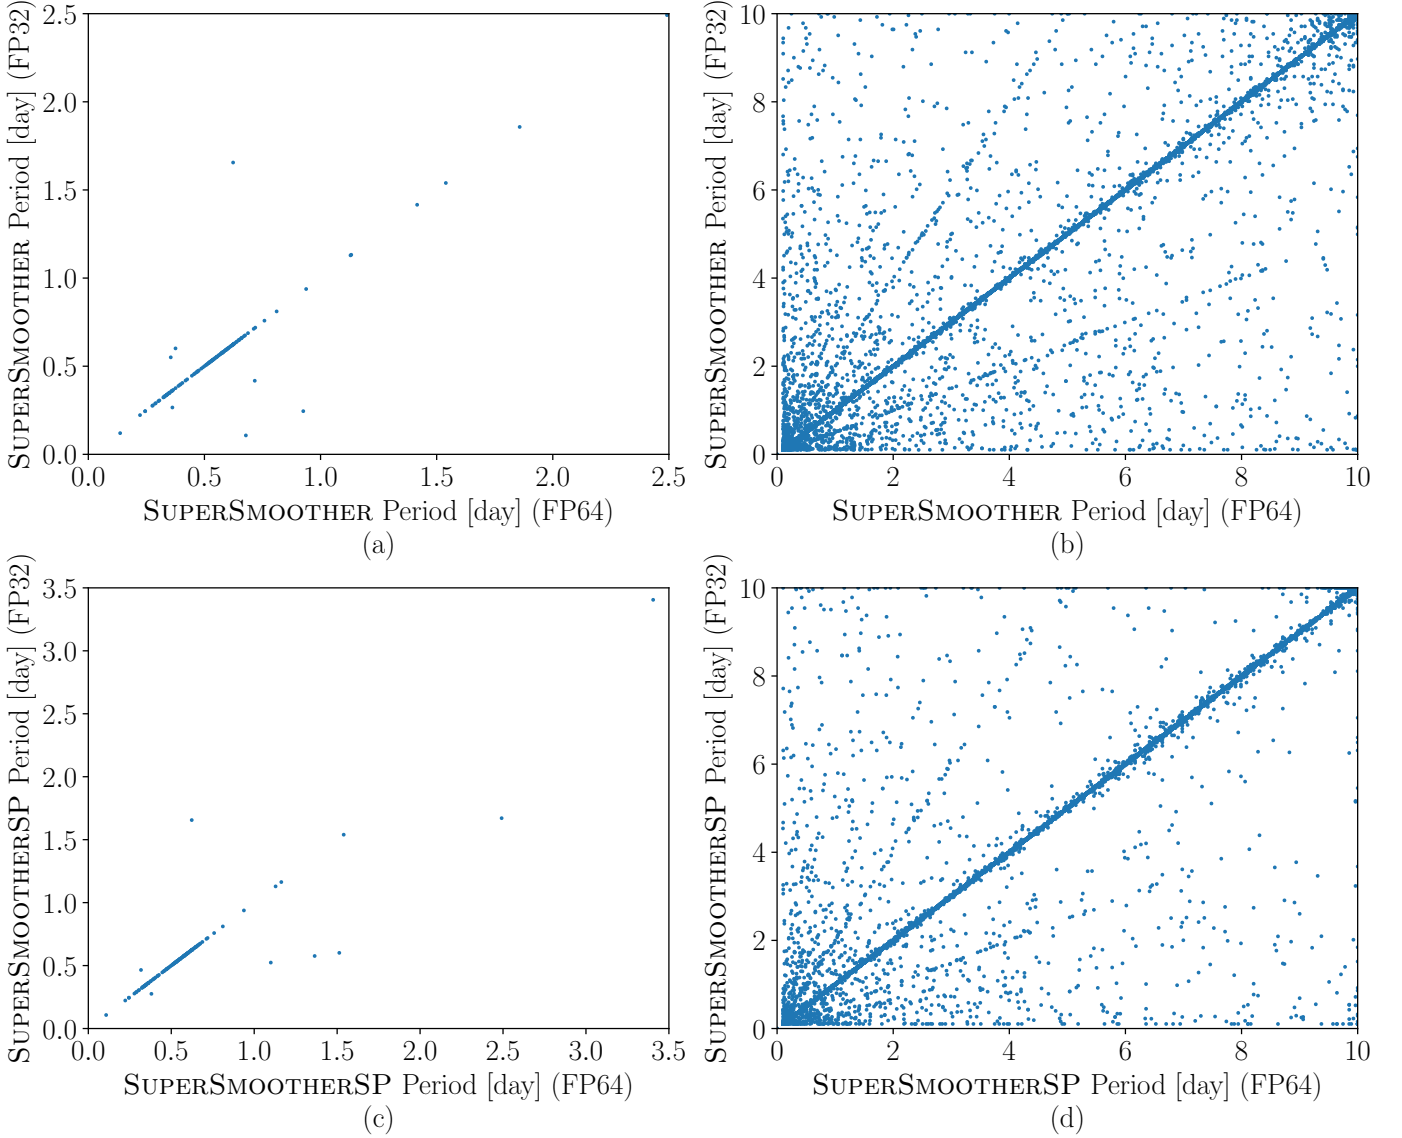 SUPERSMOOTHER Period [day] (FP32)
2.5
2.0
1.5
1.0
0.5
0.0
0.0 0.5 1.0 1.5 2.0 2.5
SUPERSMOOTHER Period [day] (FP64)
(a)
SUPERSMOOTHER Period [day] (FP32)
10
8
6
4
2
0
2 4 6 8 10
SUPERSMOOTHER Period [day] (FP64)
(b)
SUPERSMOOTHERSP Period [day] (FP32)
3.5
3.0
2.5
2.0
1.5
1.0
0.5
0.0
0.0 0.5 1.0 1.5 2.0 2.5 3.0 3.5
SUPERSMOOTHERSP Period [day] (FP64)
(c)
SUPERSMOOTHERSP Period [day] (FP32)
10
8
6
4
2
0
2 4 6 8 10
SUPERSMOOTHERSP Period [day] (FP64)
(d)